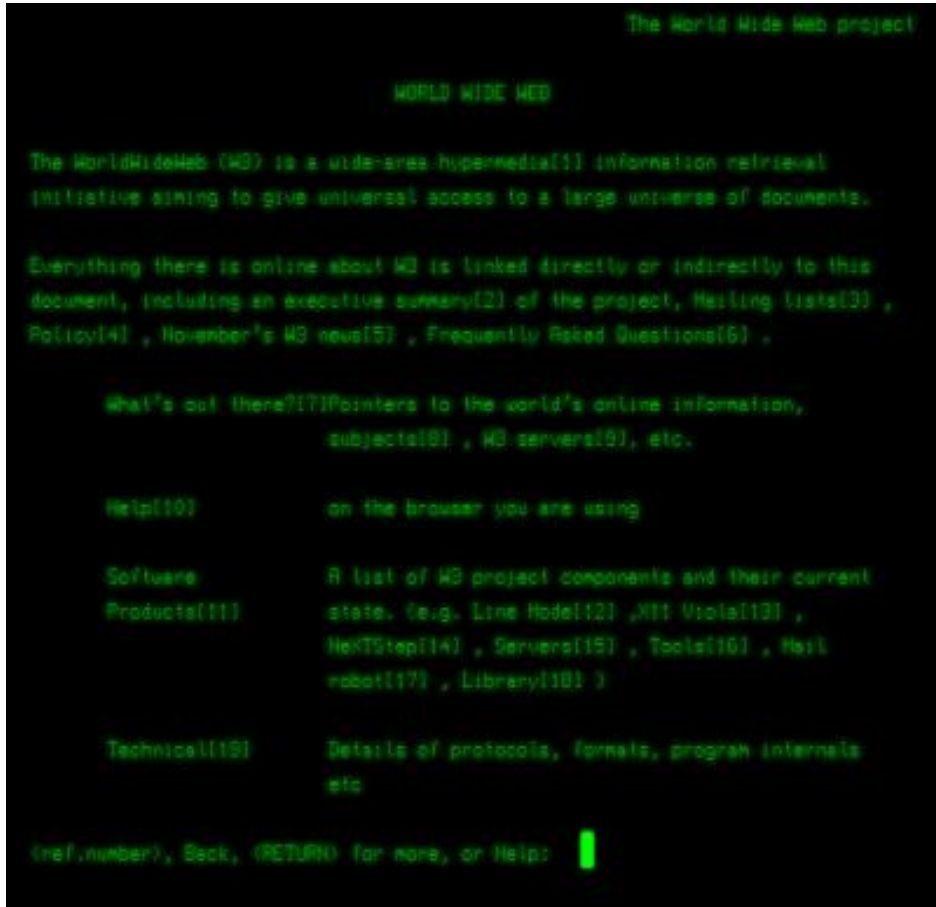 The World Wide Web project
WORLD WIDE WEB
The WorldWideWeb (W3) is a wide-area hypermedia[1] information retrieval
initiative aiming to give universal access to a large universe of documents.
Everything there is online about W3 is linked directly or indirectly to this
document, including an executive summary[2] of the project, Mailing lists[3] ,
Policy[4] , November's W3 news[5] , Frequently Asked Questions[6] .
What's out there?[7]Pointers to the world's online information,
subjects[8] , W3 servers[9], etc.
Help[10] on the browser you are using
Software A list of W3 project components and their current
Products[11] state. (e.g. Line Mode[12] ,X11 Viola[13] ,
NeXTStep[14] , Servers[15] , Tools[16] , Mail
robot[17] , Library[18] )
Technical[19] Details of protocols, formats, program internals
etc
<ref.number>, Back, <RETURN> for more, or Help: